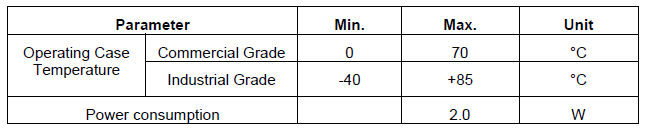 Parameter Min. Max. Unit
Operating Case Temperature Commercial Grade 0 70 °C
Industrial Grade -40 +85 °C
Power consumption 2.0 W